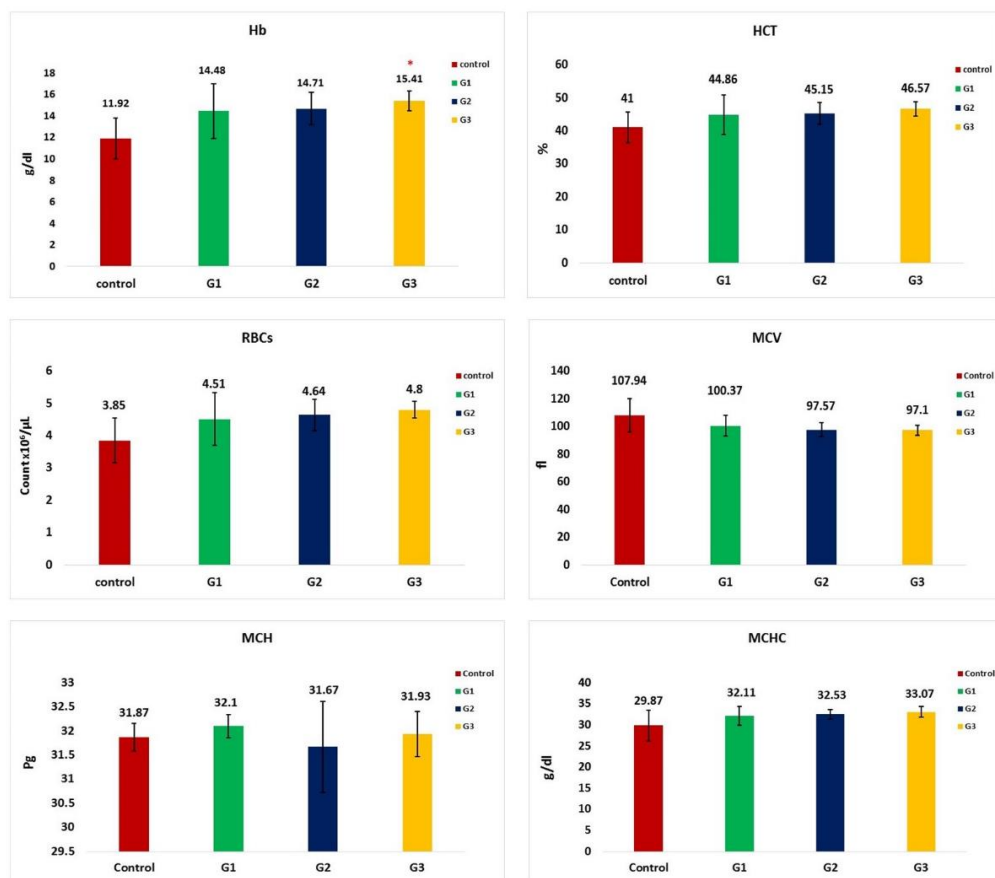 Hb
18
16
14
12
10
8
6
4
2
0
g/dl
11.92
14.48
14.71
*
15.41
control
G1
G2
G3
control
G1
G2
G3
HCT
60
50
40
30
20
10
0
%
41
44.86
45.15
46.57
control
G1
G2
G3
control
G1
G2
G3
RBCs
6
5
4
3
2
1
0
Count x10⁶/µL
3.85
4.51
4.64
4.8
control
G1
G2
G3
control
G1
G2
G3
MCV
140
120
100
80
60
40
20
0
fl
107.94
100.37
97.57
97.1
Control
G1
G2
G3
Control
G1
G2
G3
MCH
33
32.5
32
31.5
31
30.5
30
29.5
Pg
31.87
32.1
31.67
31.93
Control
G1
G2
G3
Control
G1
G2
G3
MCHC
40
35
30
25
20
15
10
5
0
g/dl
29.87
32.11
32.53
33.07
Control
G1
G2
G3
Control
G1
G2
G3